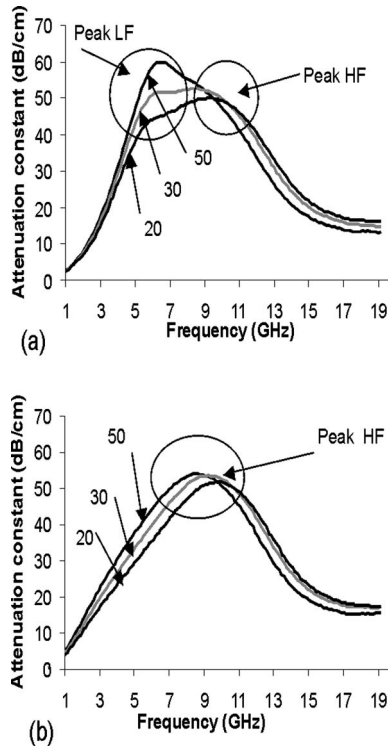 Attenuation constant (dB/cm)
70
60
50
40
30
20
10
0
Peak LF
Peak HF
50
30
20
1 3 5 7 9 11 13 15 17 19
Frequency (GHz)
(a)
Attenuation constant (dB/cm)
70
60
50
40
30
20
10
0
50
30
20
Peak HF
1 3 5 7 9 11 13 15 17 19
Frequency (GHz)
(b)